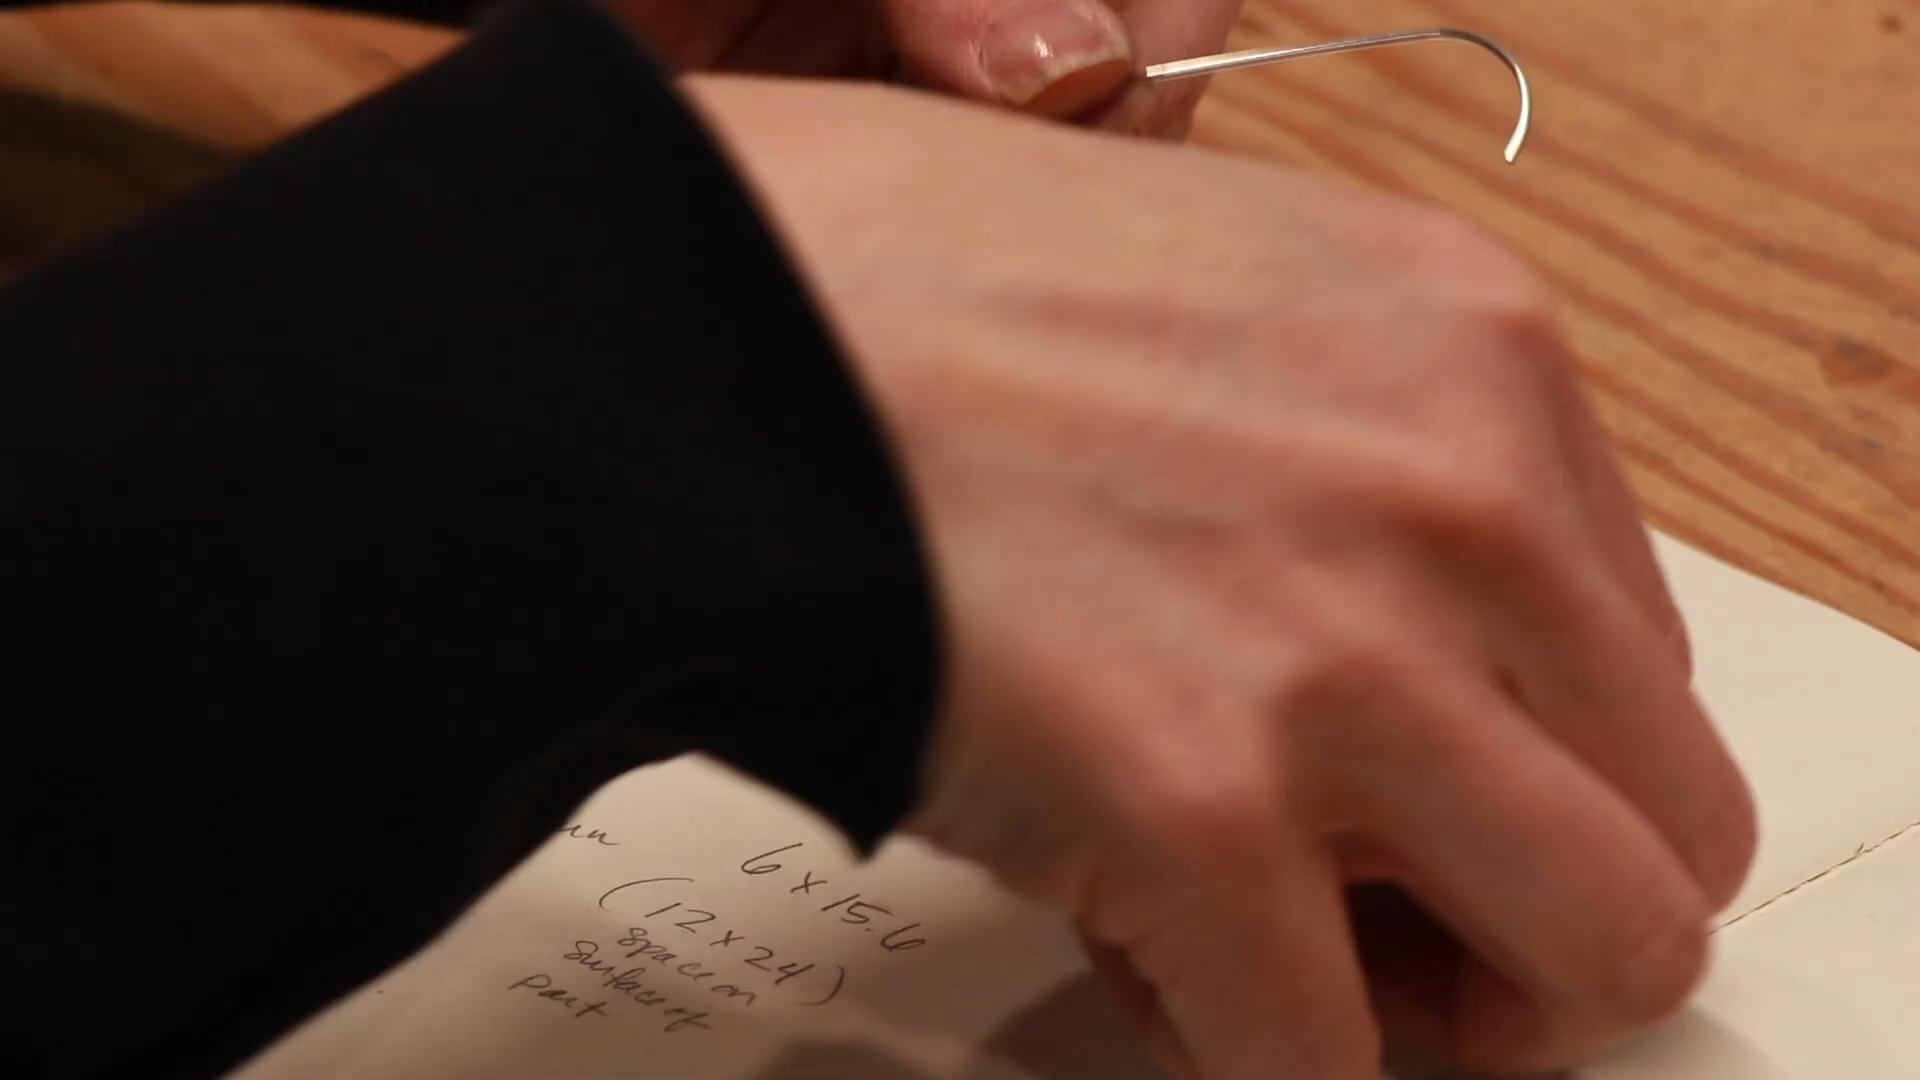 6 x 15.6
(12 x 24)
space on
surface of
part